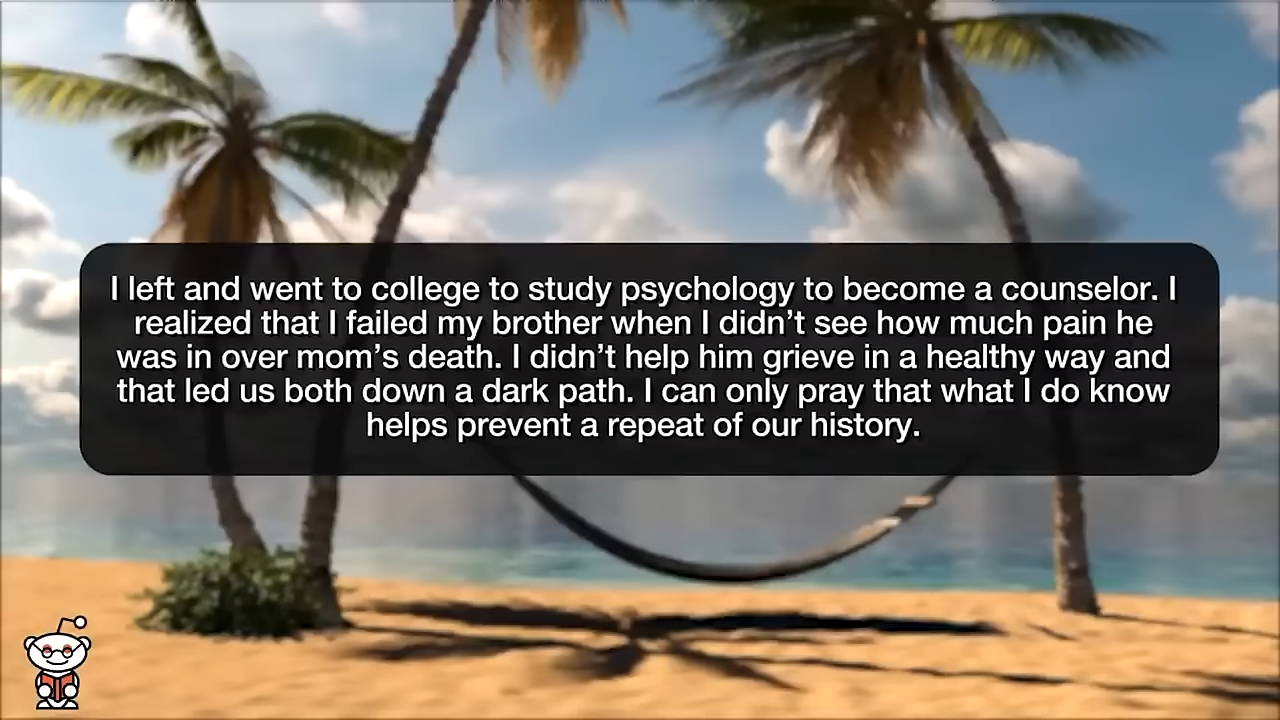 I left and went to college to study psychology to become a counselor. I
realized that I failed my brother when I didn’t see how much pain he
was in over mom’s death. I didn’t help him grieve in a healthy way and
that led us both down a dark path. I can only pray that what I do know
helps prevent a repeat of our history.